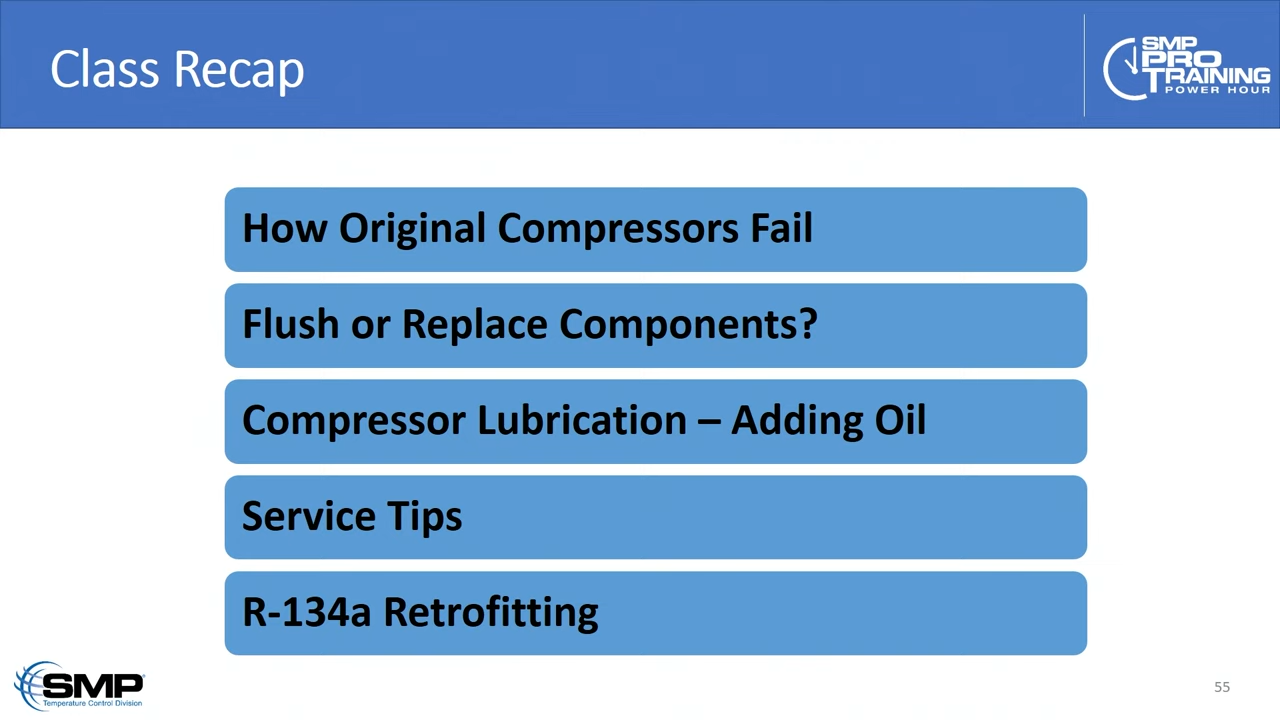 Class Recap
SMP
PRO
TRAINING
POWER HOUR
How Original Compressors Fail
Flush or Replace Components?
Compressor Lubrication – Adding Oil
Service Tips
R-134a Retrofitting
SMP®
Temperature Control Division
55